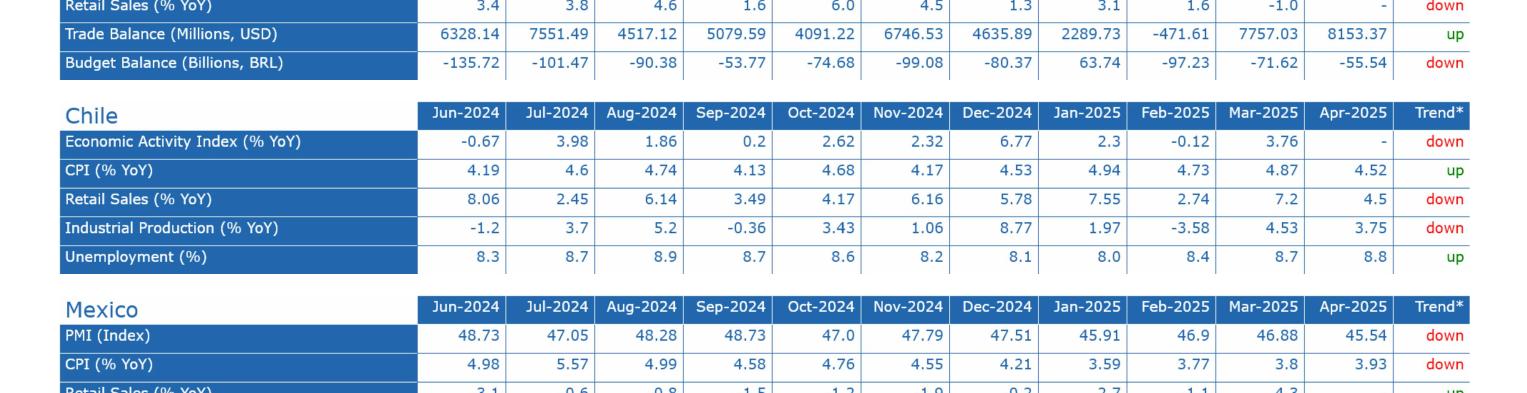 Retail Sales (% YoY) 3.4 3.8 4.6 1.6 6.0 4.5 1.3 3.1 1.6 -1.0 - down
Trade Balance (Millions, USD) 6328.14 7551.49 4517.12 5079.59 4091.22 6746.53 4635.89 2289.73 -471.61 7757.03 8153.37 up
Budget Balance (Billions, BRL) -135.72 -101.47 -90.38 -53.77 -74.68 -99.08 -80.37 63.74 -97.23 -71.62 -55.54 down
Chile Jun-2024 Jul-2024 Aug-2024 Sep-2024 Oct-2024 Nov-2024 Dec-2024 Jan-2025 Feb-2025 Mar-2025 Apr-2025 Trend*
Economic Activity Index (% YoY) -0.67 3.98 1.86 0.2 2.62 2.32 6.77 2.3 -0.12 3.76 - down
CPI (% YoY) 4.19 4.6 4.74 4.13 4.68 4.17 4.53 4.94 4.73 4.87 4.52 up
Retail Sales (% YoY) 8.06 2.45 6.14 3.49 4.17 6.16 5.78 7.55 2.74 7.2 4.5 down
Industrial Production (% YoY) -1.2 3.7 5.2 -0.36 3.43 1.06 8.77 1.97 -3.58 4.53 3.75 down
Unemployment (%) 8.3 8.7 8.9 8.7 8.6 8.2 8.1 8.0 8.4 8.7 8.8 up
Mexico Jun-2024 Jul-2024 Aug-2024 Sep-2024 Oct-2024 Nov-2024 Dec-2024 Jan-2025 Feb-2025 Mar-2025 Apr-2025 Trend*
PMI (Index) 48.73 47.05 48.28 48.73 47.0 47.79 47.51 45.91 46.9 46.88 45.54 down
CPI (% YoY) 4.98 5.57 4.99 4.58 4.76 4.55 4.21 3.59 3.77 3.8 3.93 down
Retail Sales (% YoY)